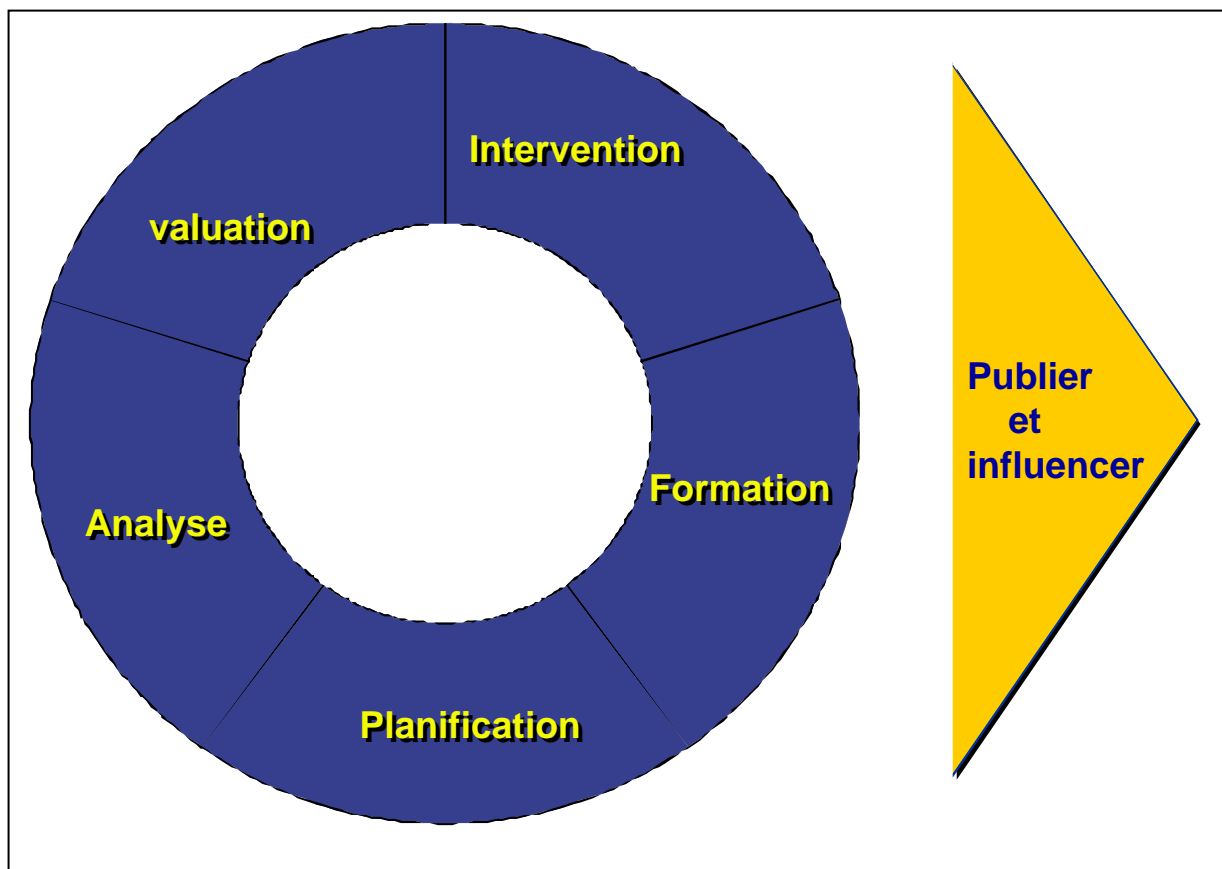 Intervention
valuation
Publier
et
influencer
Formation
Analyse
Planification